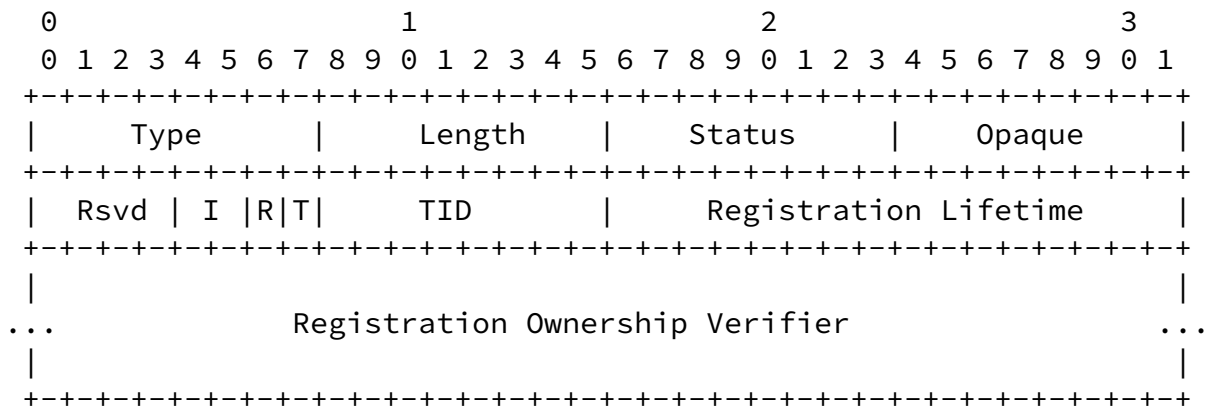 0                   1                   2                   3
 0 1 2 3 4 5 6 7 8 9 0 1 2 3 4 5 6 7 8 9 0 1 2 3 4 5 6 7 8 9 0 1
+-+-+-+-+-+-+-+-+-+-+-+-+-+-+-+-+-+-+-+-+-+-+-+-+-+-+-+-+-+-+-+-+
|     Type      |     Length    |    Status     |    Opaque     |
+-+-+-+-+-+-+-+-+-+-+-+-+-+-+-+-+-+-+-+-+-+-+-+-+-+-+-+-+-+-+-+-+
|  Rsvd | I |R|T|     TID       |     Registration Lifetime     |
+-+-+-+-+-+-+-+-+-+-+-+-+-+-+-+-+-+-+-+-+-+-+-+-+-+-+-+-+-+-+-+-+
|                                                               |
...             Registration Ownership Verifier                 ...
|                                                               |
+-+-+-+-+-+-+-+-+-+-+-+-+-+-+-+-+-+-+-+-+-+-+-+-+-+-+-+-+-+-+-+-+